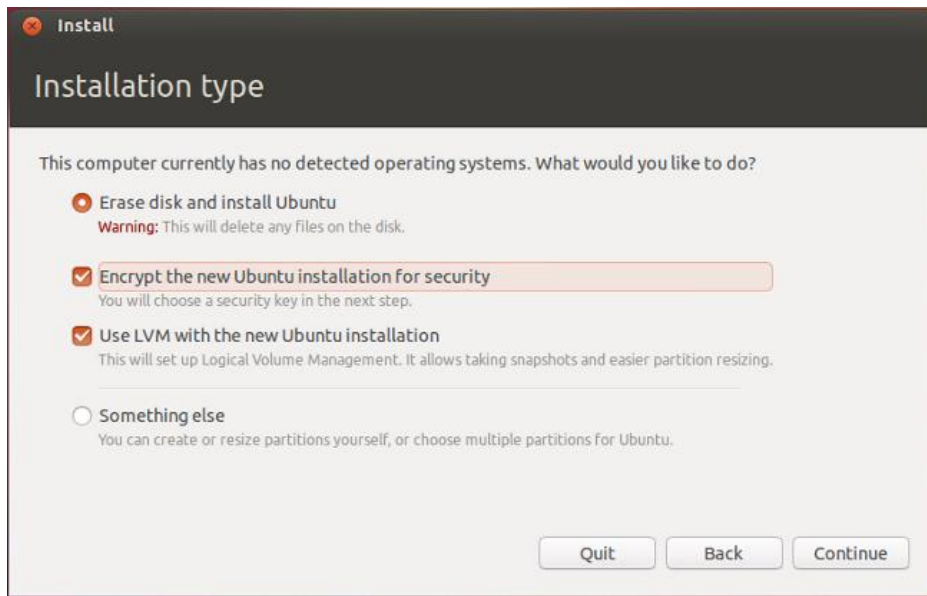 Install
Installation type
This computer currently has no detected operating systems. What would you like to do?
Erase disk and install Ubuntu
Warning: This will delete any files on the disk.
Encrypt the new Ubuntu installation for security
You will choose a security key in the next step.
Use LVM with the new Ubuntu installation
This will set up Logical Volume Management. It allows taking snapshots and easier partition resizing.
Something else
You can create or resize partitions yourself, or choose multiple partitions for Ubuntu.
Quit Back Continue